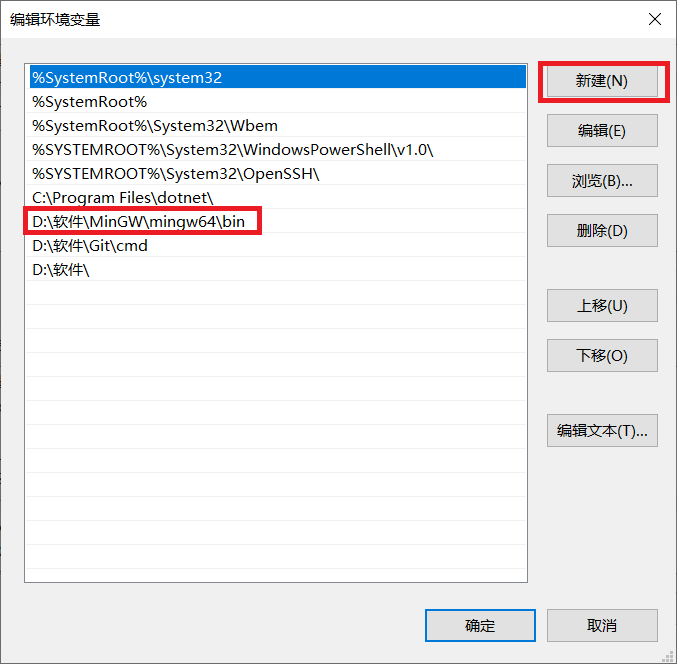 编辑环境变量
%SystemRoot%\system32
%SystemRoot%
%SystemRoot%\System32\Wbem
%SYSTEMROOT%\System32\WindowsPowerShell\v1.0\
%SYSTEMROOT%\System32\OpenSSH\
C:\Program Files\dotnet\
D:\软件\MinGW\mingw64\bin
D:\软件\Git\cmd
D:\软件\
新建(N)
编辑(E)
浏览(B)...
删除(D)
上移(U)
下移(O)
编辑文本(T)...
确定
取消